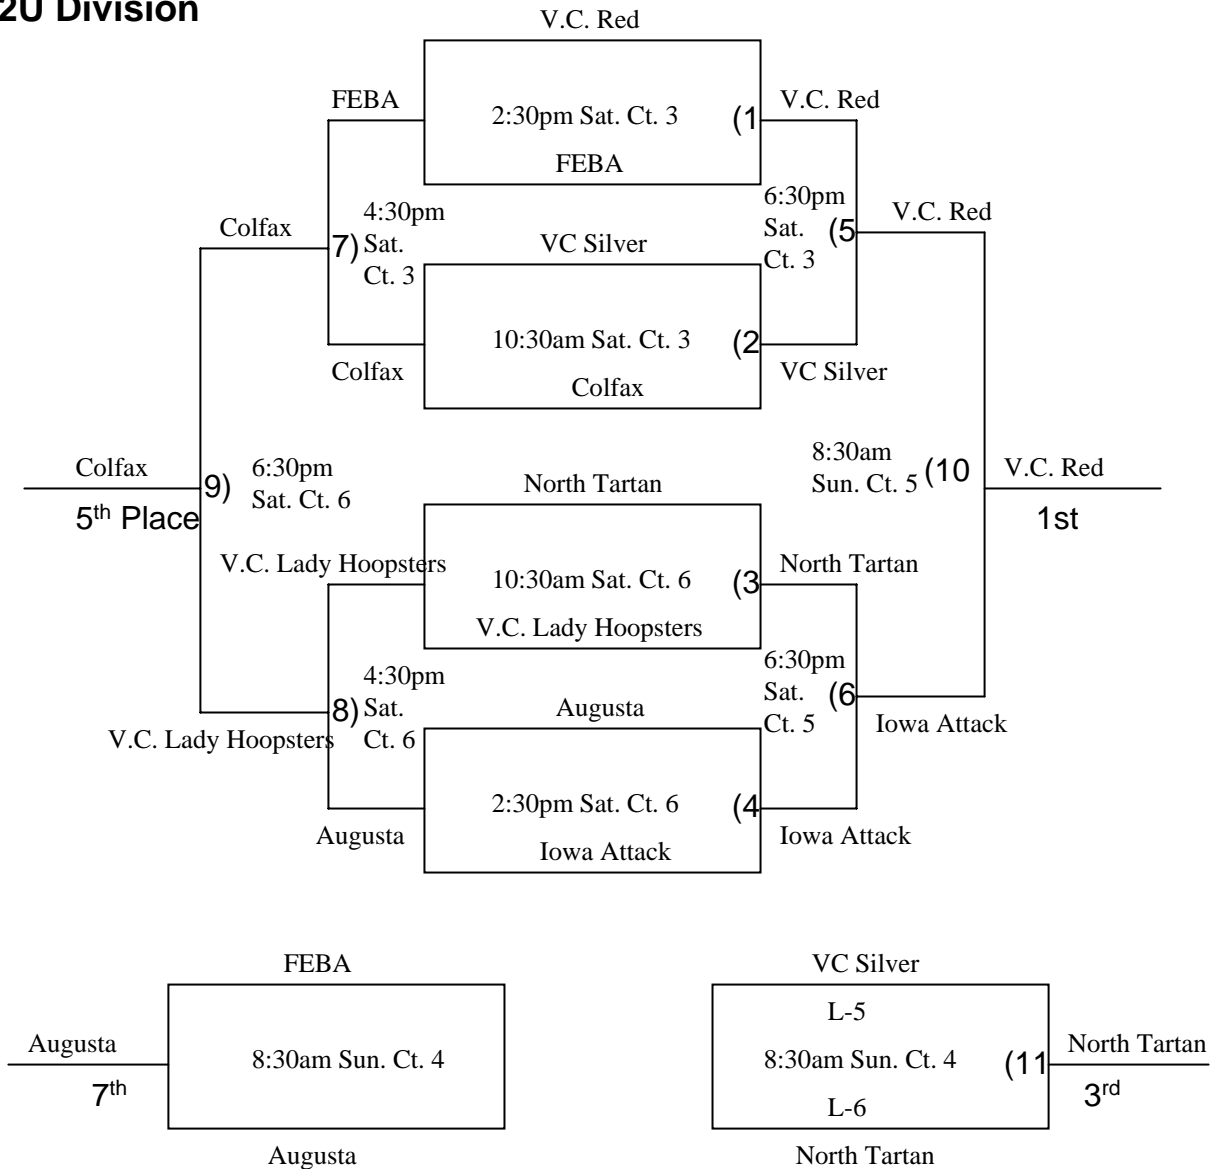 2U Division
V.C. Red
FEBA
2:30pm Sat. Ct. 3
(1
V.C. Red
FEBA
6:30pm
Sat.
Ct. 3
(5
V.C. Red
Colfax
7)
4:30pm
Sat.
Ct. 3
VC Silver
10:30am Sat. Ct. 3
(2
Colfax
Colfax
VC Silver
Colfax
9)
6:30pm
Sat. Ct. 6
5th Place
North Tartan
8:30am
Sun. Ct. 5
(10
V.C. Red
1st
V.C. Lady Hoopsters
10:30am Sat. Ct. 6
(3
North Tartan
V.C. Lady Hoopsters
6:30pm
Sat.
Ct. 5
(6
Iowa Attack
8)
4:30pm
Sat.
Ct. 6
V.C. Lady Hoopsters
Augusta
2:30pm Sat. Ct. 6
(4
Augusta
Iowa Attack
Iowa Attack
FEBA
Augusta
8:30am Sun. Ct. 4
7th
Augusta
VC Silver
L-5
8:30am Sun. Ct. 4
(11
North Tartan
L-6
3rd
North Tartan